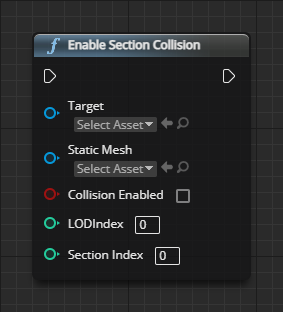 Enable Section Collision
Target
Select Asset
Static Mesh
Select Asset
Collision Enabled
LODIndex 0
Section Index 0